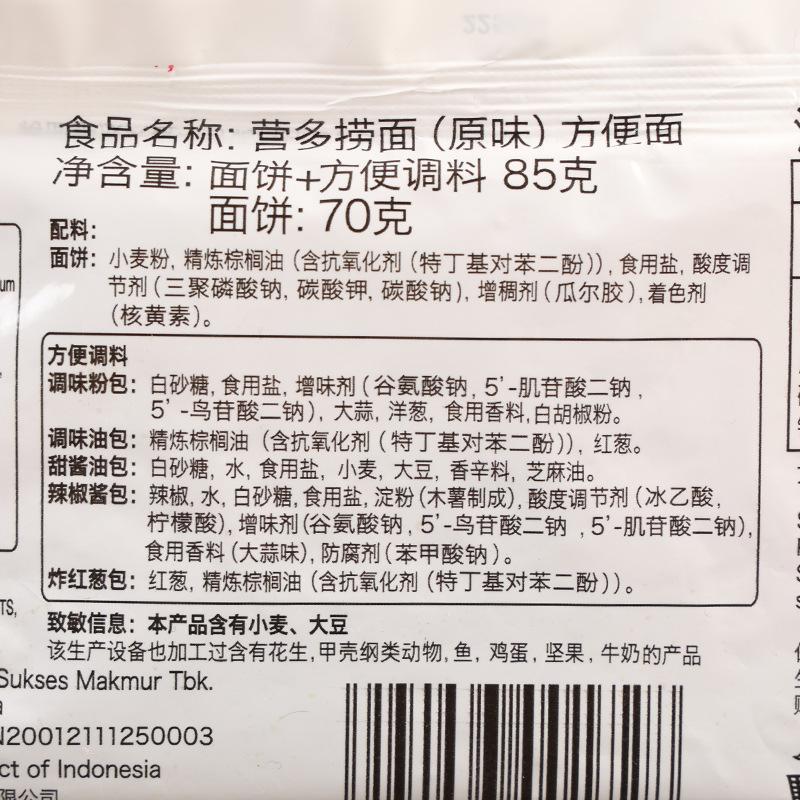 食品名称: 营多捞面 (原味) 方便面
净含量: 面饼+方便调料 85克
面饼: 70克
配料:
面饼: 小麦粉, 精炼棕榈油 (含抗氧化剂 (特丁基对苯二酚)), 食用盐, 酸度调
节剂 (三聚磷酸钠, 碳酸钾, 碳酸钠), 增稠剂 (瓜尔胶), 着色剂
(核黄素)。
方便调料
调味粉包: 白砂糖, 食用盐, 增味剂 (谷氨酸钠, 5'-肌苷酸二钠,
5'-鸟苷酸二钠), 大蒜, 洋葱, 食用香料, 白胡椒粉。
调味油包: 精炼棕榈油 (含抗氧化剂 (特丁基对苯二酚)), 红葱。
甜酱油包: 白砂糖, 水, 食用盐, 小麦, 大豆, 香辛料, 芝麻油。
辣椒酱包: 辣椒, 水, 白砂糖, 食用盐, 淀粉 (木薯制成), 酸度调节剂 (冰乙酸,
柠檬酸), 增味剂 (谷氨酸钠, 5'-鸟苷酸二钠, 5'-肌苷酸二钠),
食用香料 (大蒜味), 防腐剂 (苯甲酸钠)。
炸红葱包: 红葱, 精炼棕榈油 (含抗氧化剂 (特丁基对苯二酚))。
致敏信息: 本产品含有小麦、大豆
该生产设备也加工过含有花生, 甲壳纲类动物, 鱼, 鸡蛋, 坚果, 牛奶的产品
Sukses Makmur Tbk.
N20012111250003
ct of Indonesia
限公司